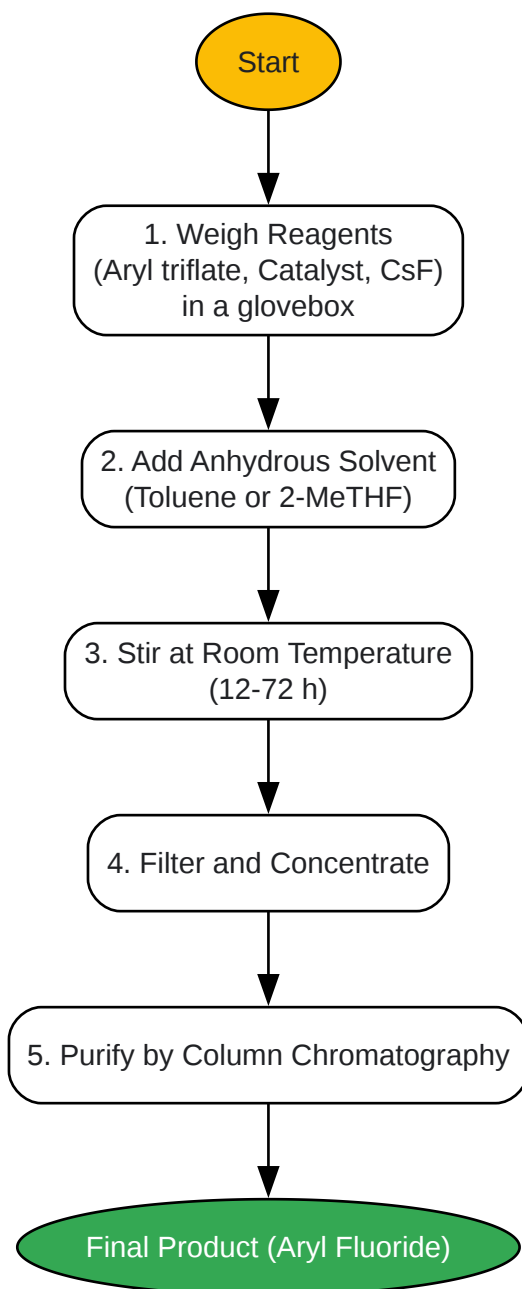 Start
1. Weigh Reagents
(Aryl triflate, Catalyst, CsF)
in a glovebox
2. Add Anhydrous Solvent
(Toluene or 2-MeTHF)
3. Stir at Room Temperature
(12-72 h)
4. Filter and Concentrate
5. Purify by Column Chromatography
Final Product (Aryl Fluoride)